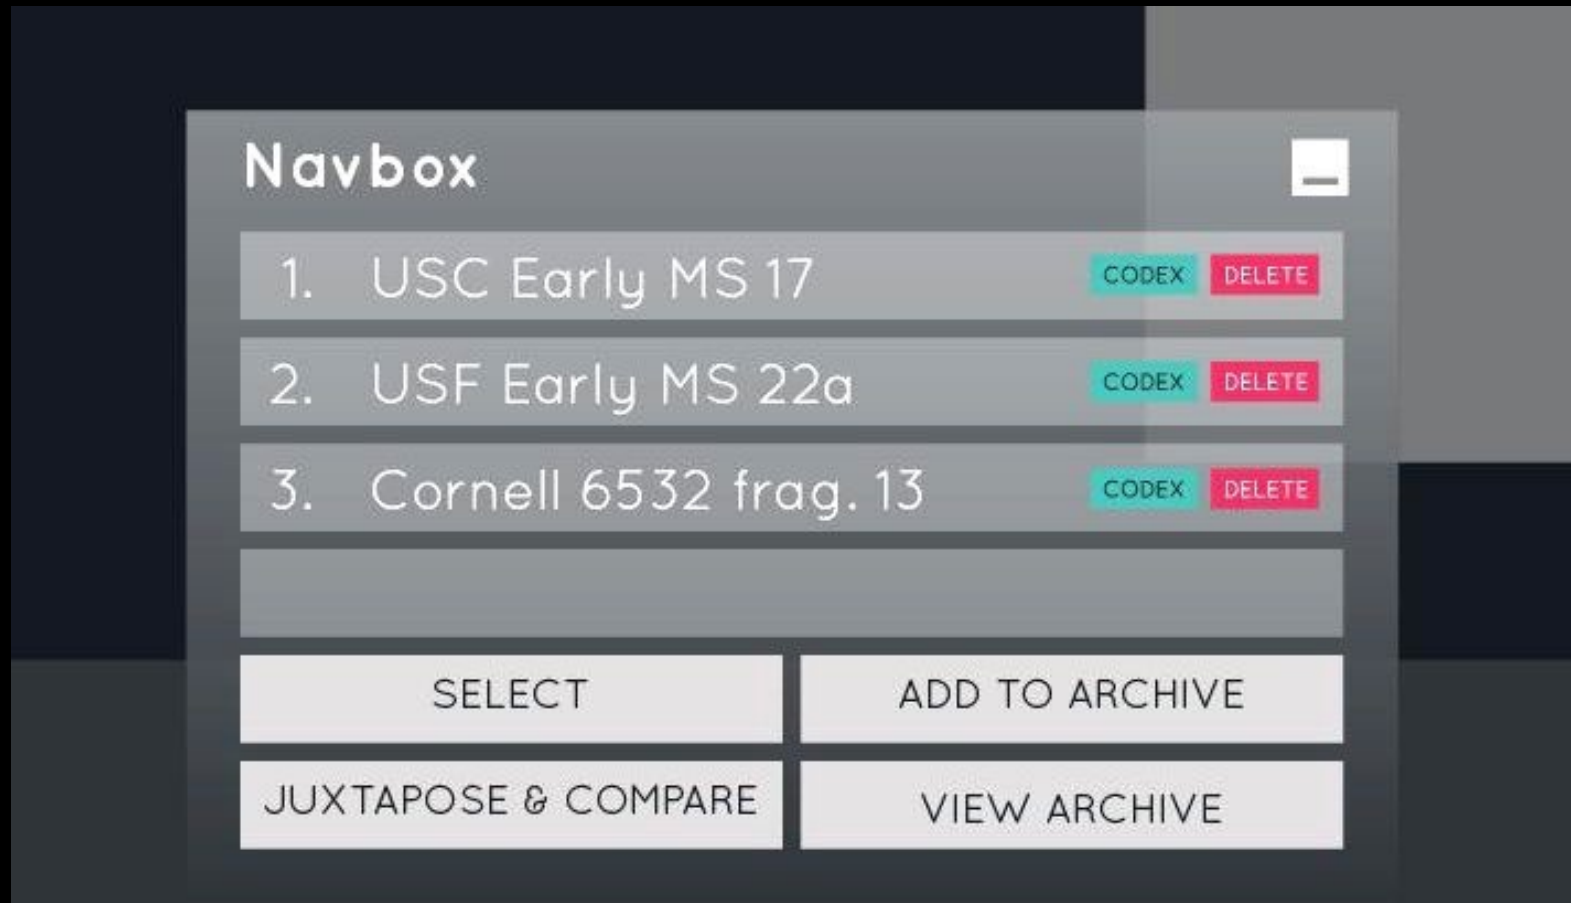 Navbox
1. USC Early MS 17 CODEX DELETE
2. USF Early MS 22a CODEX DELETE
3. Cornell 6532 frag. 13 CODEX DELETE
SELECT ADD TO ARCHIVE
JUXTAPOSE & COMPARE VIEW ARCHIVE